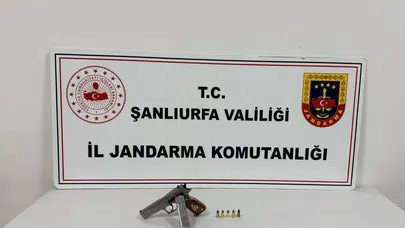 T.C.
ŞANLIURFA VALİLİĞİ
İL JANDARMA KOMUTANLIĞI
JANDARMA